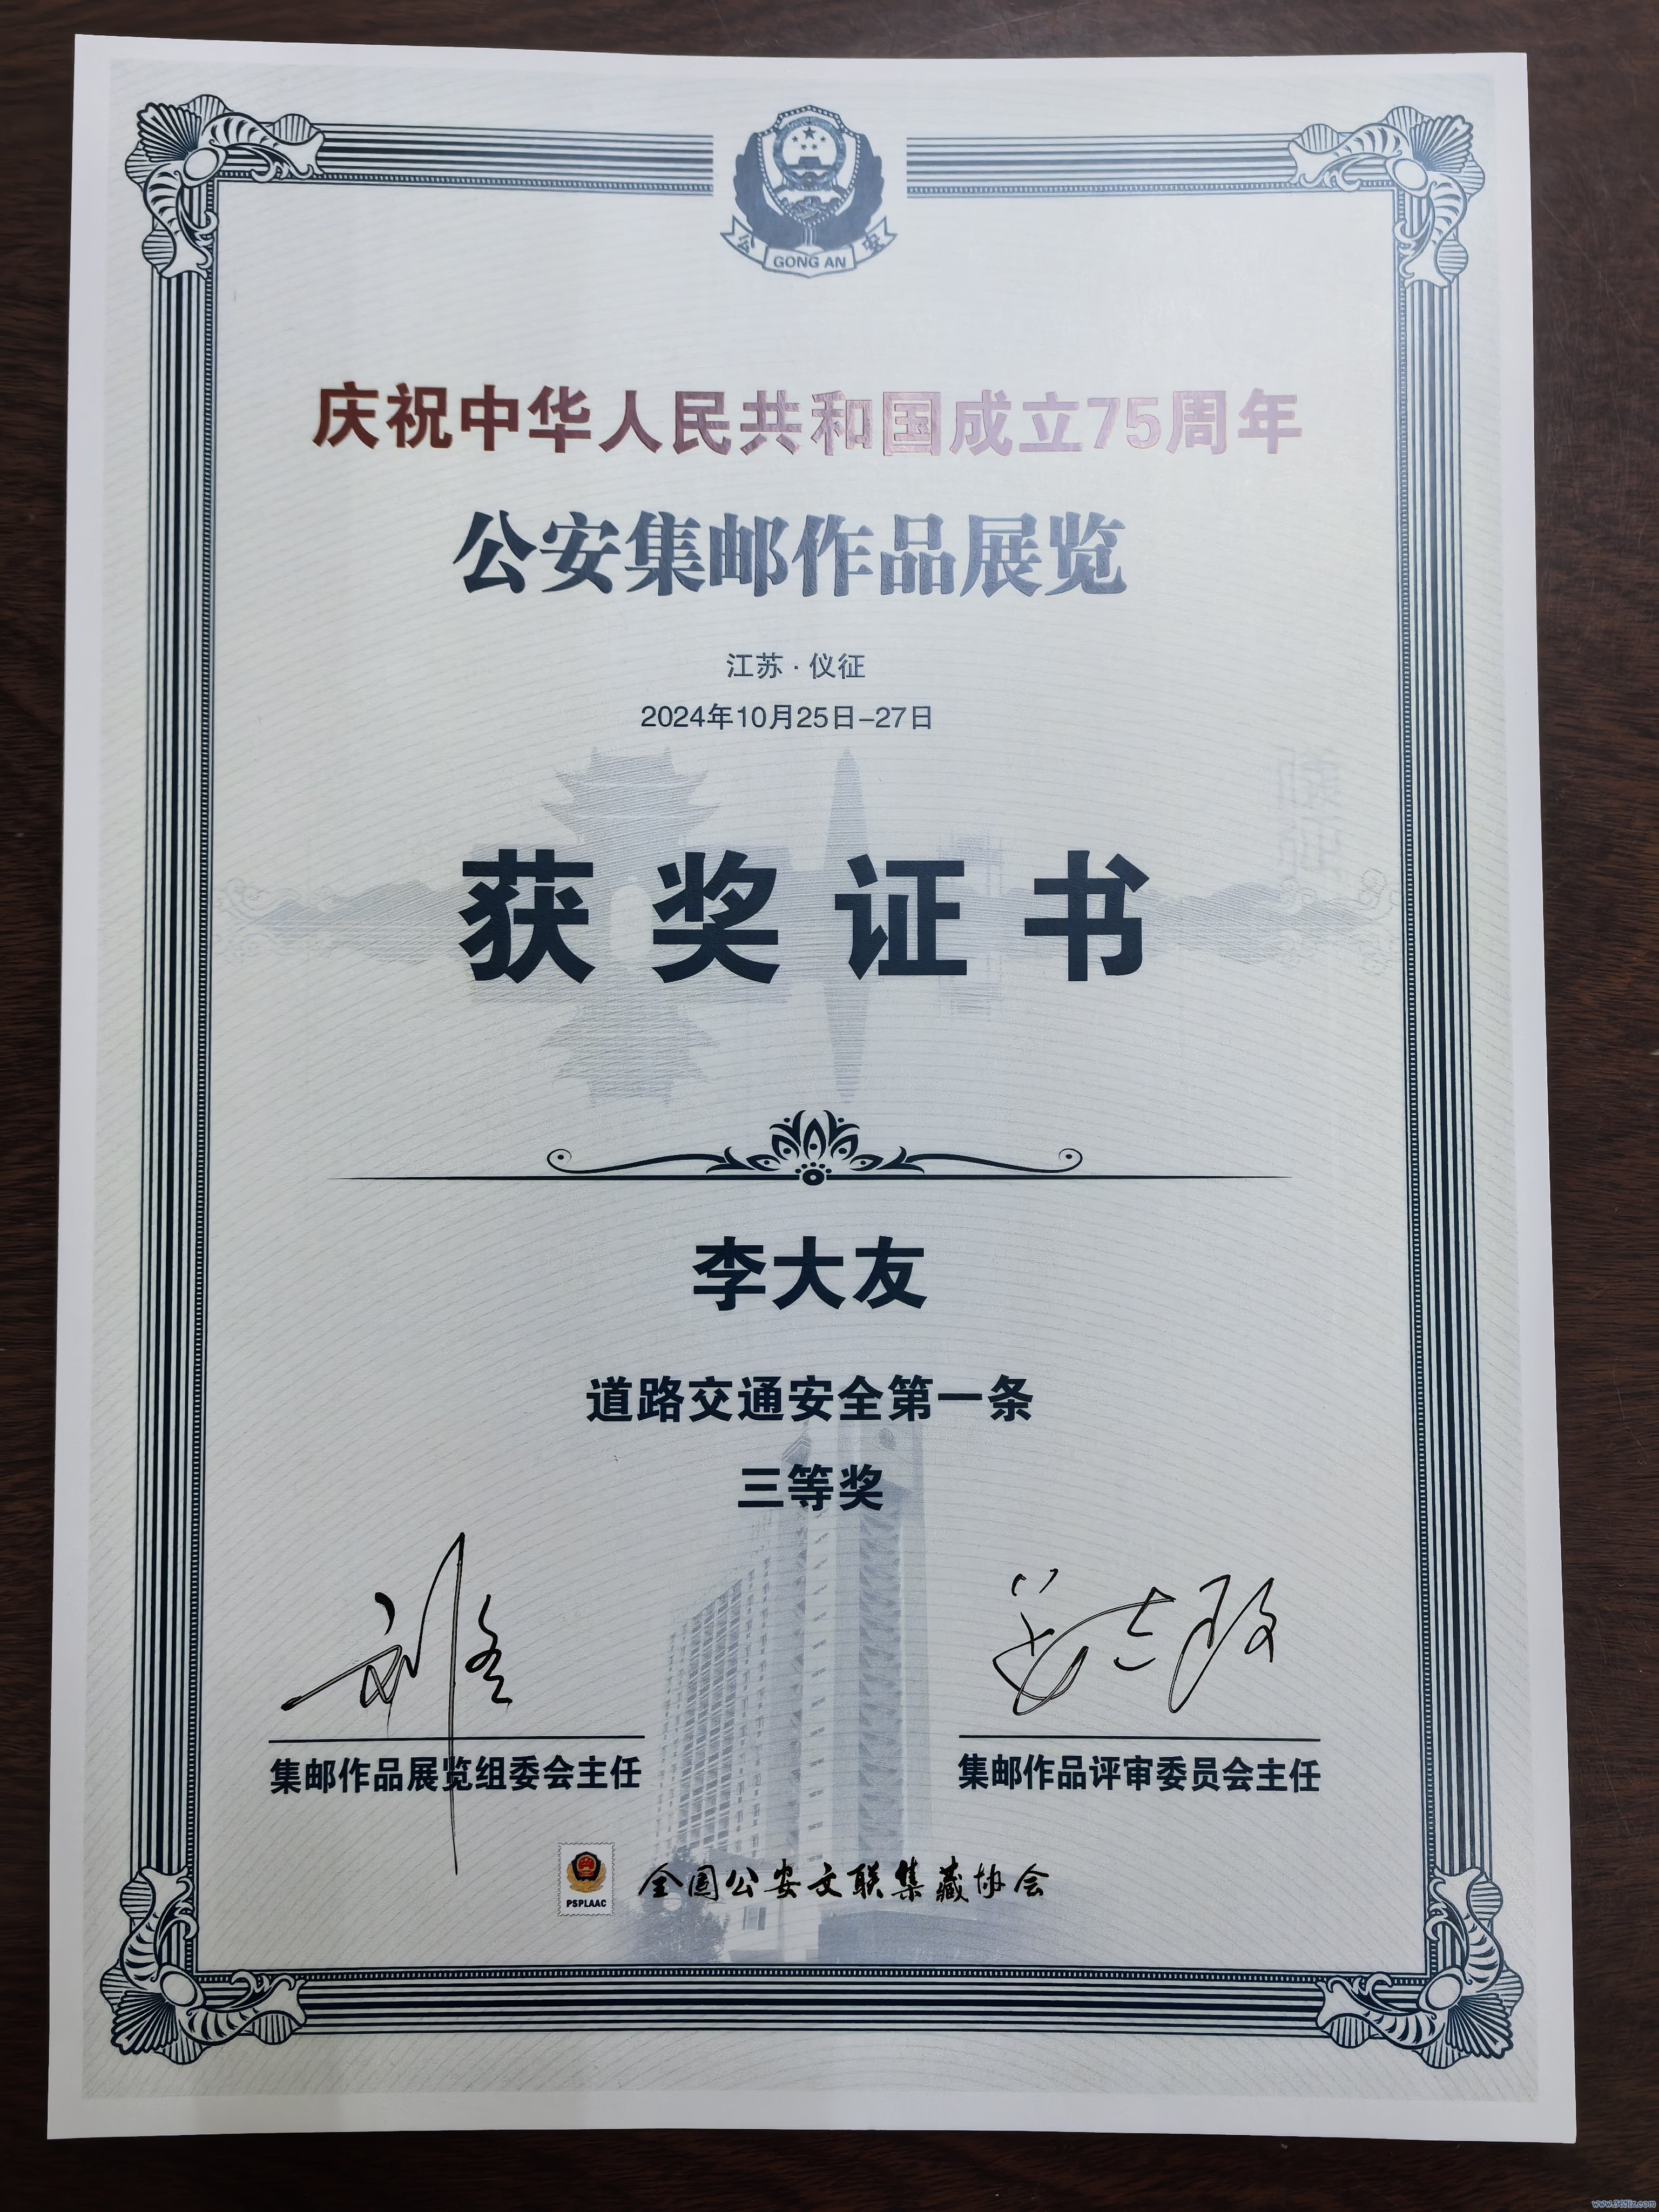 公 安
GONG AN
庆祝中华人民共和国成立75周年
公安集邮作品展览
江苏·仪征
2024年10月25日-27日
获奖证书
李大友
道路交通安全第一条
三等奖
集邮作品展览组委会主任
集邮作品评审委员会主任
PSPLAAC
全国公安文联集藏协会